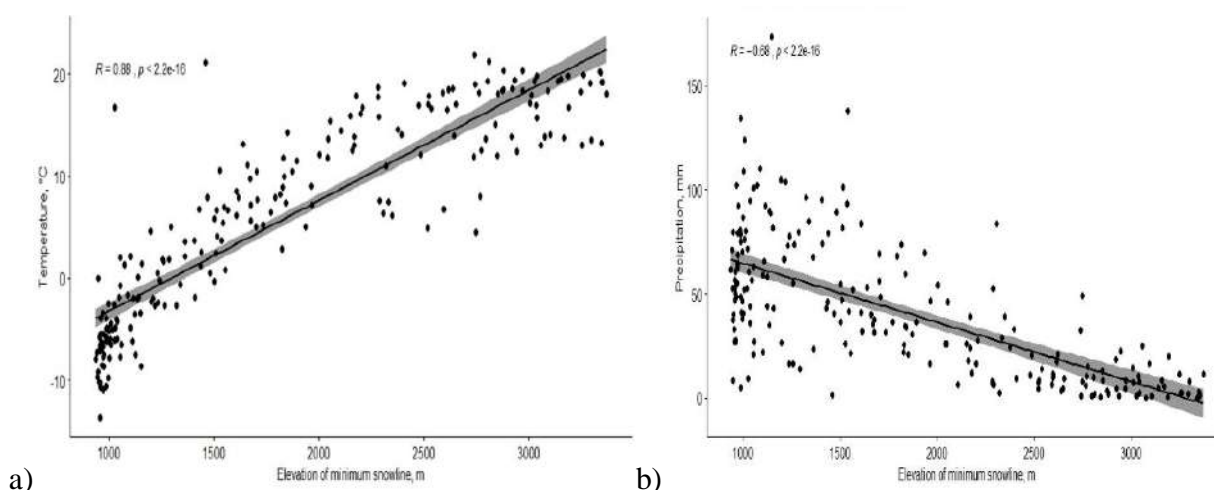 R = 0.88 , p < 2.2e-16
Temperature, °C
20
10
0
-10
1000 1500 2000 2500 3000
Elevation of minimum snowline, m
a)
R = -0.68 , p < 2.2e-16
Precipitation, mm
150
100
50
0
1000 1500 2000 2500 3000
Elevation of minimum snowline, m
b)